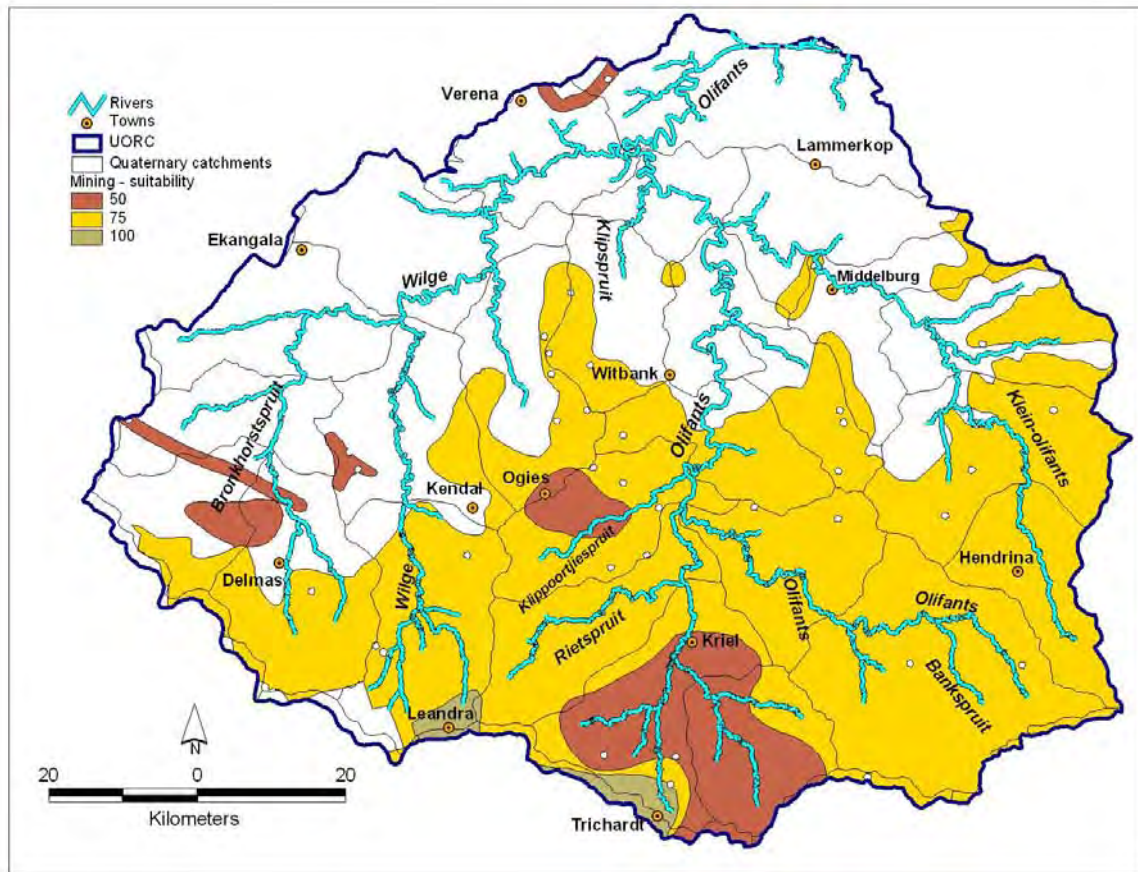 Rivers
Towns
UORC
Quaternary catchments
Mining - suitability
50
75
100
Verena
Olifants
Lammerkop
Ekangala
Wilge
Klipspruit
Middelburg
Witbank
Bronkhorstspruit
Olifants
Klein-olifants
Kendal
Ogies
Delmas
Wilge
Klippoortjiespruit
Hendrina
Olifants
Olifants
Rietspruit
Kriel
Bankspruit
Leandra
Trichardt
N
20 0 20
Kilometers